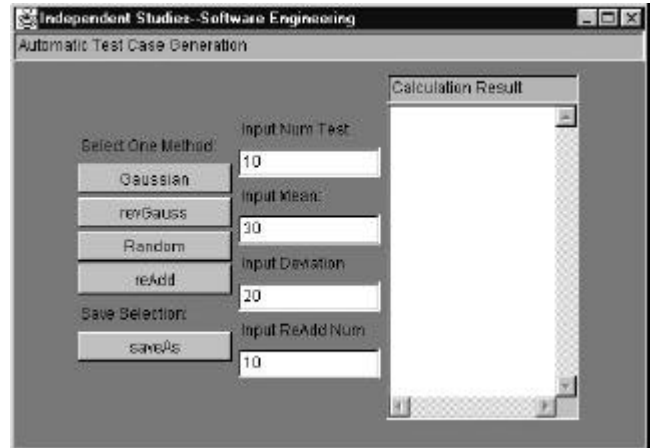 Independent Studies--Software Engineering
Automatic Test Case Generation
Select One Method:
Gaussian
revGauss
Random
reAdd
Save Selection:
saveAs
Input Num Test
10
Input Mean:
30
Input Deviation
20
Input ReAdd Num
10
Calculation Result